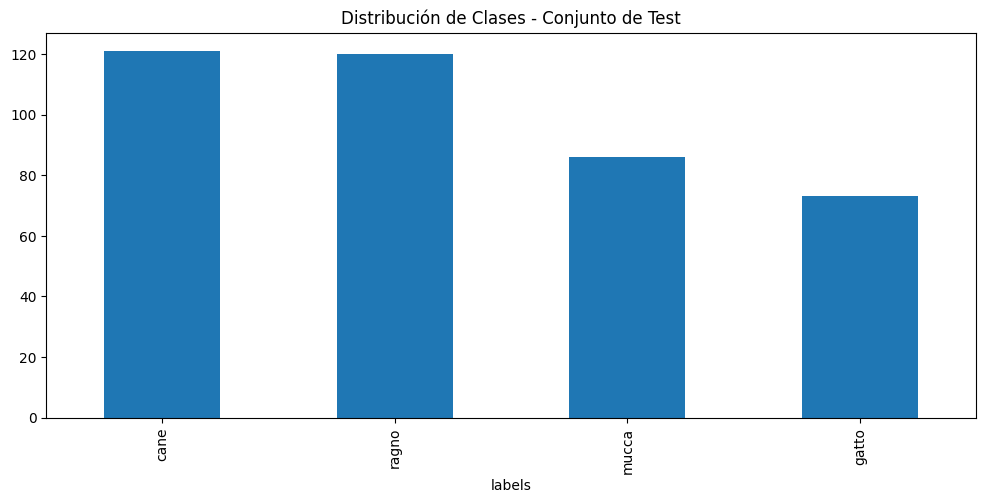 Distribución de Clases - Conjunto de Test
120
100
80
60
40
20
0
cane
ragno
mucca
gatto
labels